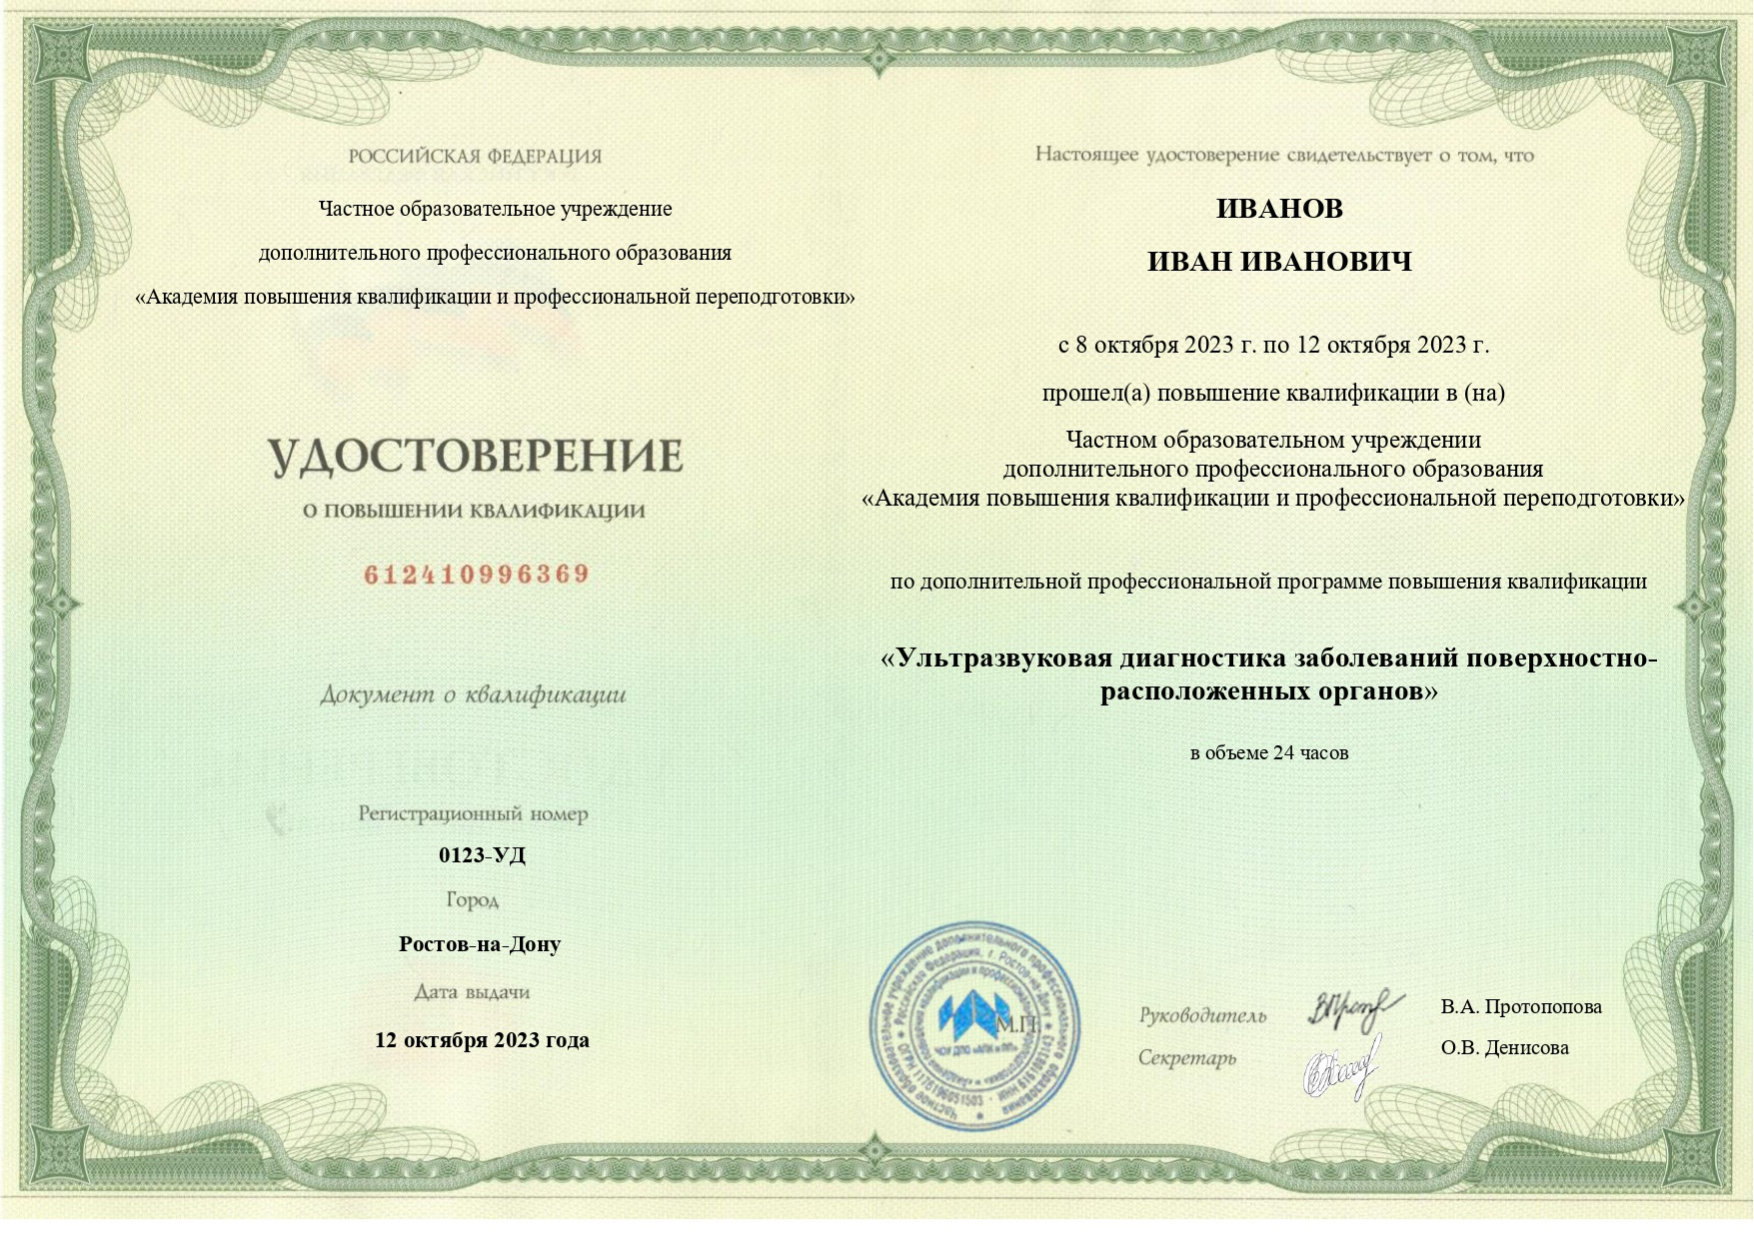 РОССИЙСКАЯ ФЕДЕРАЦИЯ
Частное образовательное учреждение
дополнительного профессионального образования
«Академия повышения квалификации и профессиональной переподготовки»
УДОСТОВЕРЕНИЕ
О ПОВЫШЕНИИ КВАЛИФИКАЦИИ
612410996369
Документ о квалификации
Регистрационный номер
0123-УД
Город
Ростов-на-Дону
Дата выдачи
12 октября 2023 года
Настоящее удостоверение свидетельствует о том, что
ИВАНОВ
ИВАН ИВАНОВИЧ
с 8 октября 2023 г. по 12 октября 2023 г.
прошел(а) повышение квалификации в (на)
Частном образовательном учреждении
дополнительного профессионального образования
«Академия повышения квалификации и профессиональной переподготовки»
по дополнительной профессиональной программе повышения квалификации
«Ультразвуковая диагностика заболеваний поверхностно-
расположенных органов»
в объеме 24 часов
М.П.
Руководитель
В.А. Протопопова
Секретарь
О.В. Денисова